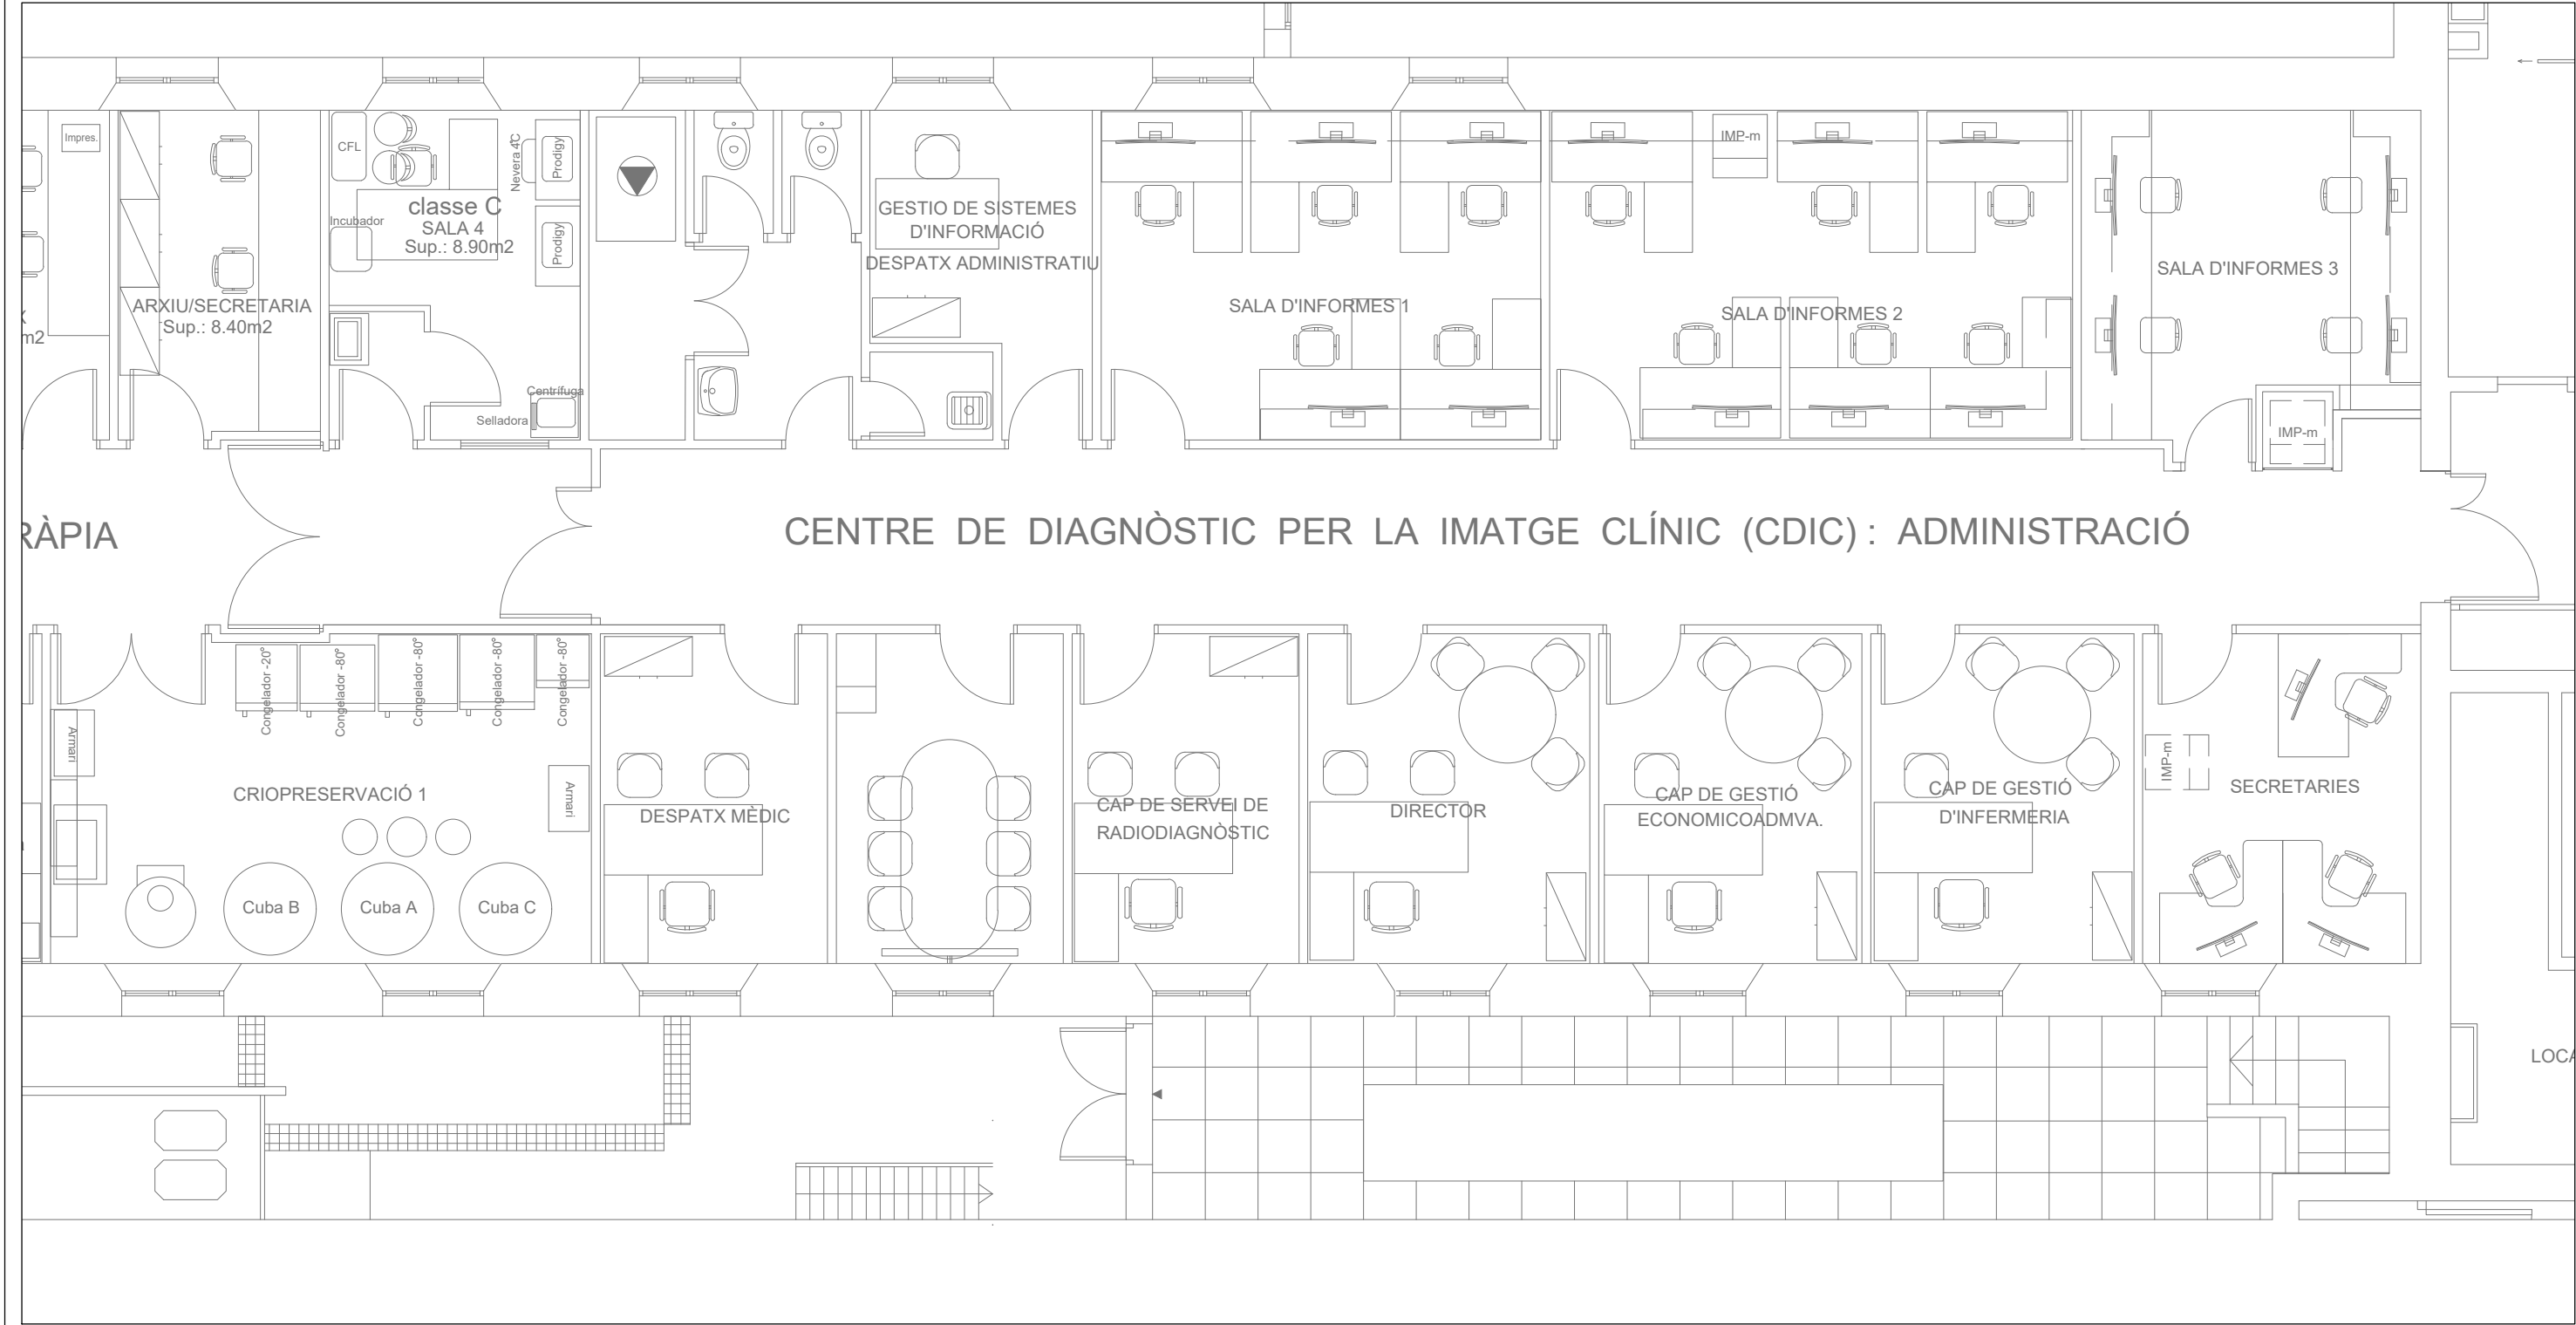 Impres.
m2
ARXIU/SECRETARIA
Sup.: 8.40m2
CFL
Nevera 4ºC
Prodigy
Prodigy
Incubador
classe C
SALA 4
Sup.: 8.90m2
Centrífuga
Selladora
GESTIO DE SISTEMES
D'INFORMACIÓ
DESPATX ADMINISTRATIU
SALA D'INFORMES 1
IMP-m
SALA D'INFORMES 2
SALA D'INFORMES 3
IMP-m
RÀPIA
CENTRE DE DIAGNÒSTIC PER LA IMATGE CLÍNIC (CDIC) : ADMINISTRACIÓ
Congelador -20°
Congelador -80°
Congelador -80°
Congelador -80°
Congelador -80°
Armari
Armari
CRIOPRESERVACIÓ 1
Cuba B
Cuba A
Cuba C
DESPATX MÈDIC
CAP DE SERVEI DE
RADIODIAGNÒSTIC
DIRECTOR
CAP DE GESTIÓ
ECONOMICOADMVA.
CAP DE GESTIÓ
D'INFERMERIA
IMP-m
SECRETARIES
LOCA